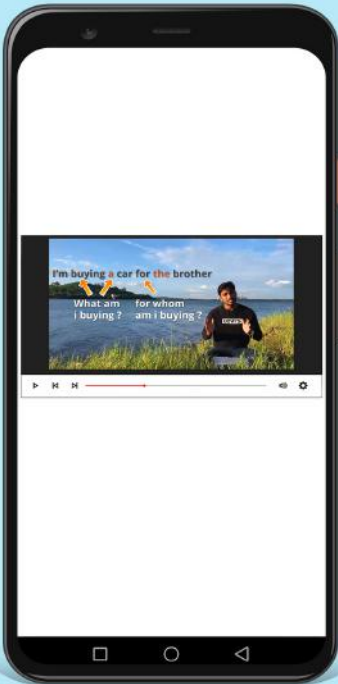 I'm buying a car for the brother
What am
i buying ?
for whom
am i buying ?